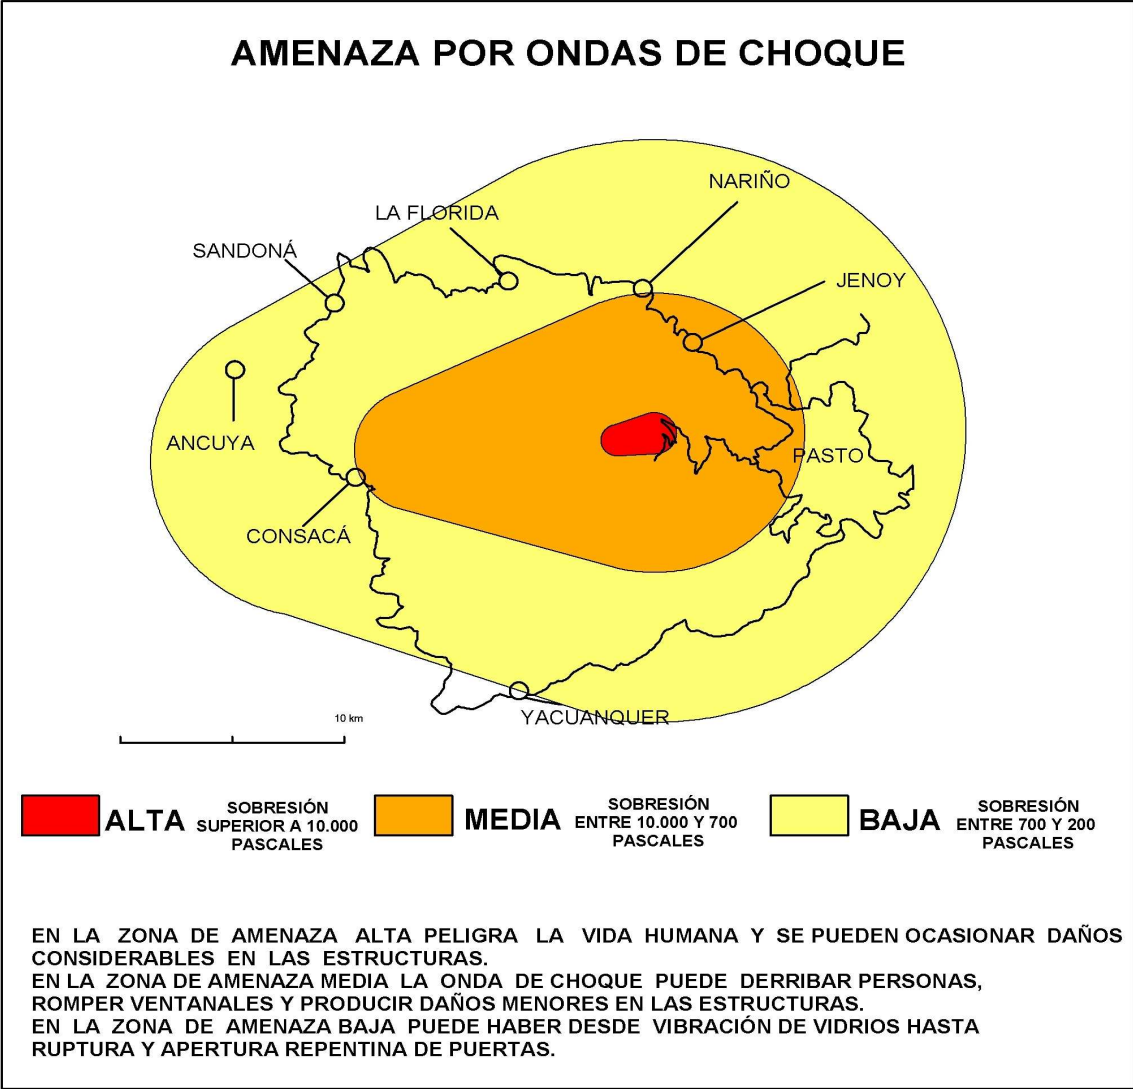 AMENAZA POR ONDAS DE CHOQUE
NARIÑO
LA FLORIDA
SANDONÁ
JENOY
ANCUYA
PASTO
CONSACÁ
YACUANQUER
10 km
ALTA
SOBRESIÓN
SUPERIOR A 10.000
PASCALES
MEDIA
SOBRESIÓN
ENTRE 10.000 Y 700
PASCALES
BAJA
SOBRESIÓN
ENTRE 700 Y 200
PASCALES
EN LA ZONA DE AMENAZA ALTA PELIGRA LA VIDA HUMANA Y SE PUEDEN OCASIONAR DAÑOS
CONSIDERABLES EN LAS ESTRUCTURAS.
EN LA ZONA DE AMENAZA MEDIA LA ONDA DE CHOQUE PUEDE DERRIBAR PERSONAS,
ROMPER VENTANALES Y PRODUCIR DAÑOS MENORES EN LAS ESTRUCTURAS.
EN LA ZONA DE AMENAZA BAJA PUEDE HABER DESDE VIBRACIÓN DE VIDRIOS HASTA
RUPTURA Y APERTURA REPENTINA DE PUERTAS.